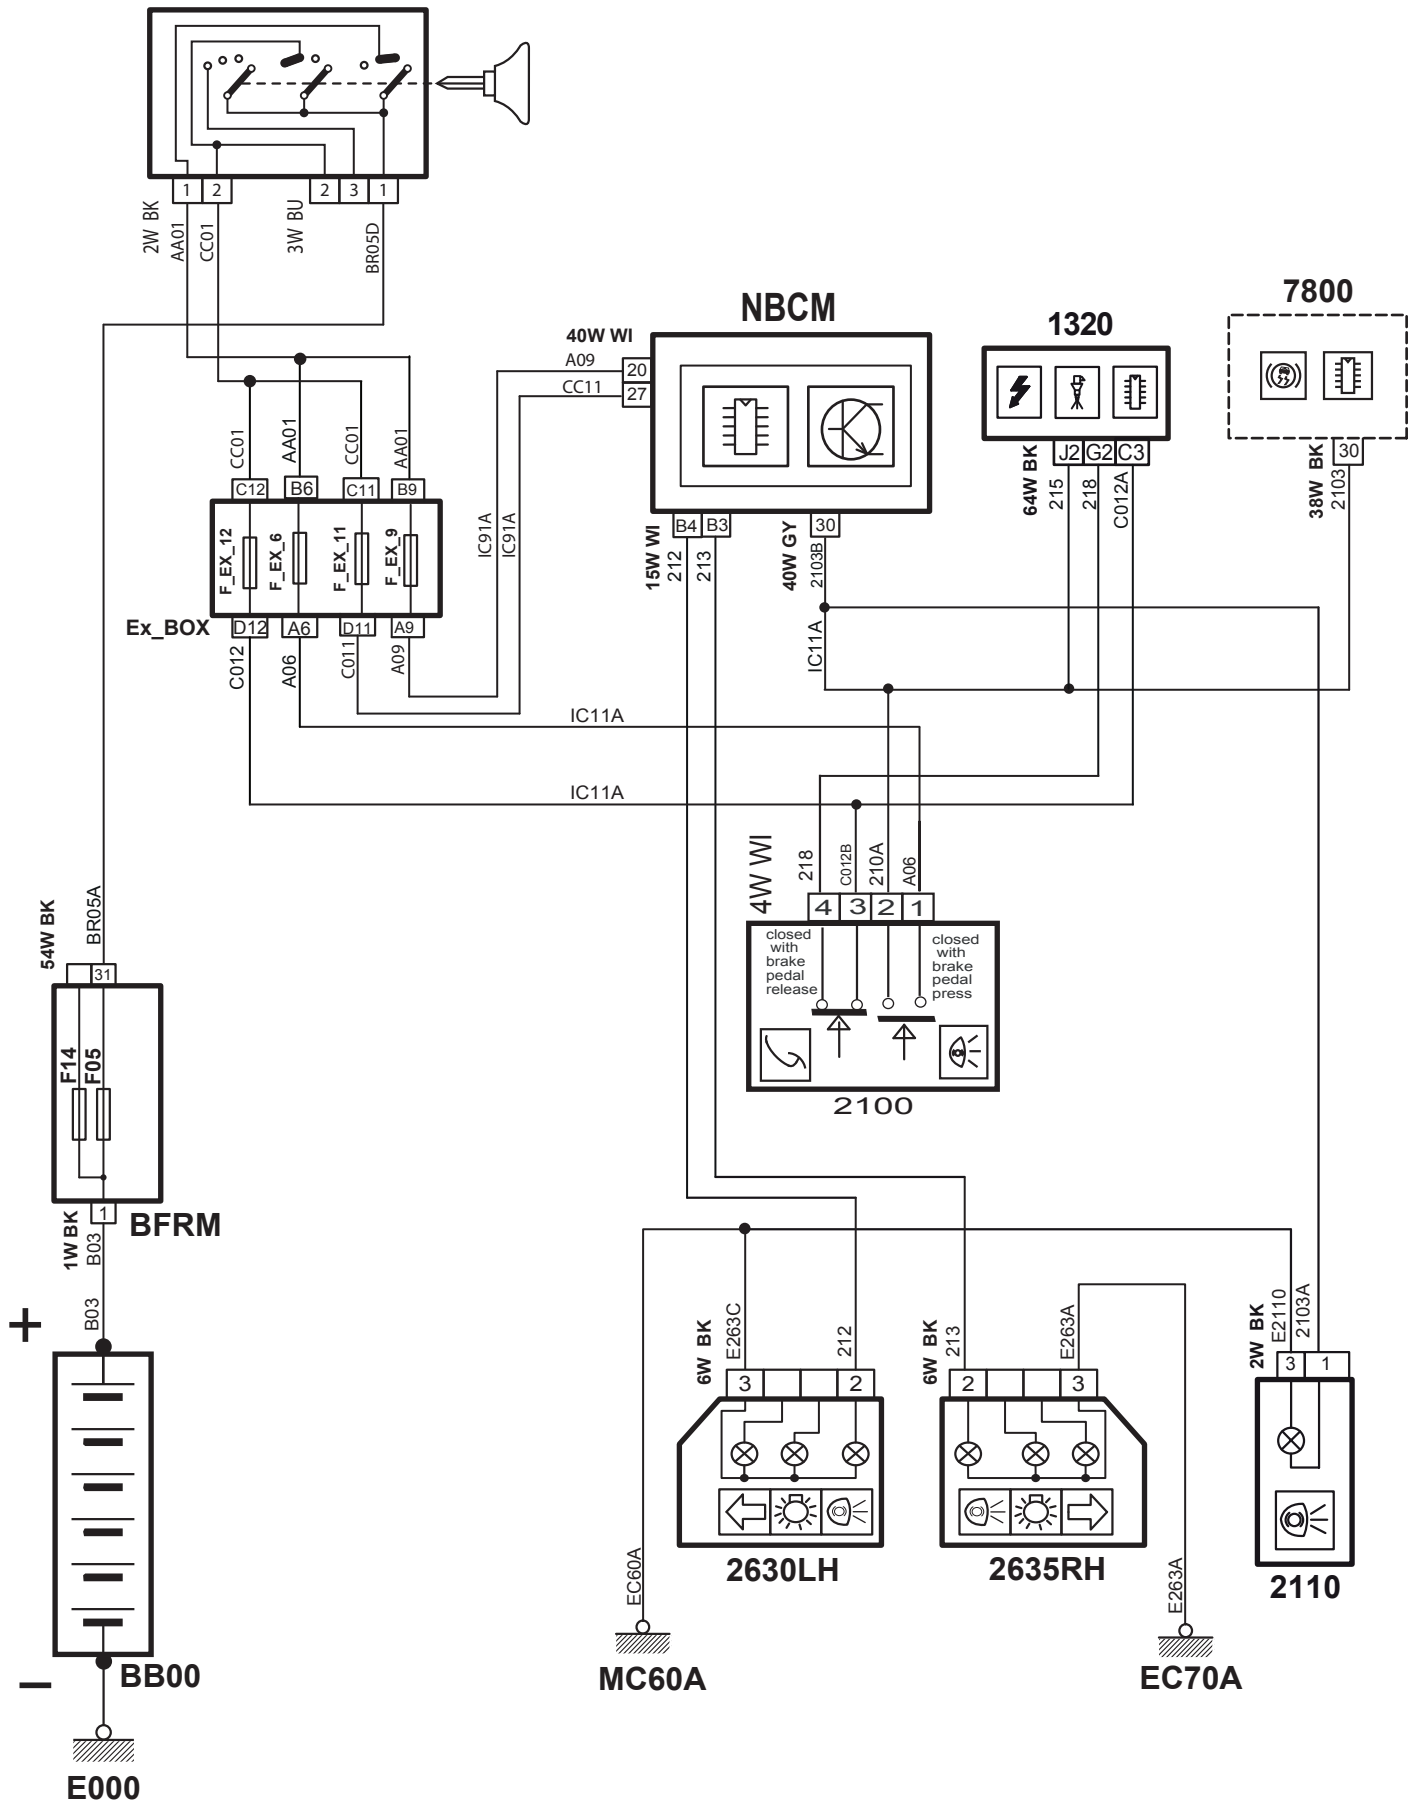 1 2 2 3 1
2W BK
AA01
CC01
3W BU
BR05D
NBCM
1320
7800
40W WI
A09
CC11
20
27
CC01
AA01
CC01
AA01
C12 B6 C11 B9
F_EX_12
F_EX_6
F_EX_11
F_EX_9
Ex_BOX
D12 A6 D11 A9
C012
A06
C011
A09
IC91A
IC91A
B4 B3
15W WI
212
213
30
40W GY
2103B
IC11A
J2 G2 C3
64W BK
215
218
C012A
30
38W BK
2103
IC11A
IC11A
4W WI
218
C012B
210A
A06
4 3 2 1
closed
with
brake
pedal
release
closed
with
brake
pedal
press
2100
54W BK
BR05A
31
F14
F05
1
BFRM
1W BK
B03
B03
+
−
BB00
E000
6W BK
E263C
212
3 2
2630LH
6W BK
213
E263A
2 3
2635RH
2W BK
E2110
2103A
3 1
2110
EC60A
MC60A
E263A
EC70A